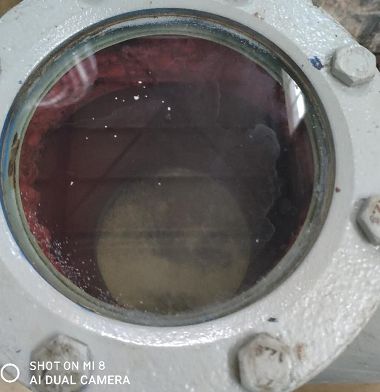 SHOT ON MI 8
AI DUAL CAMERA